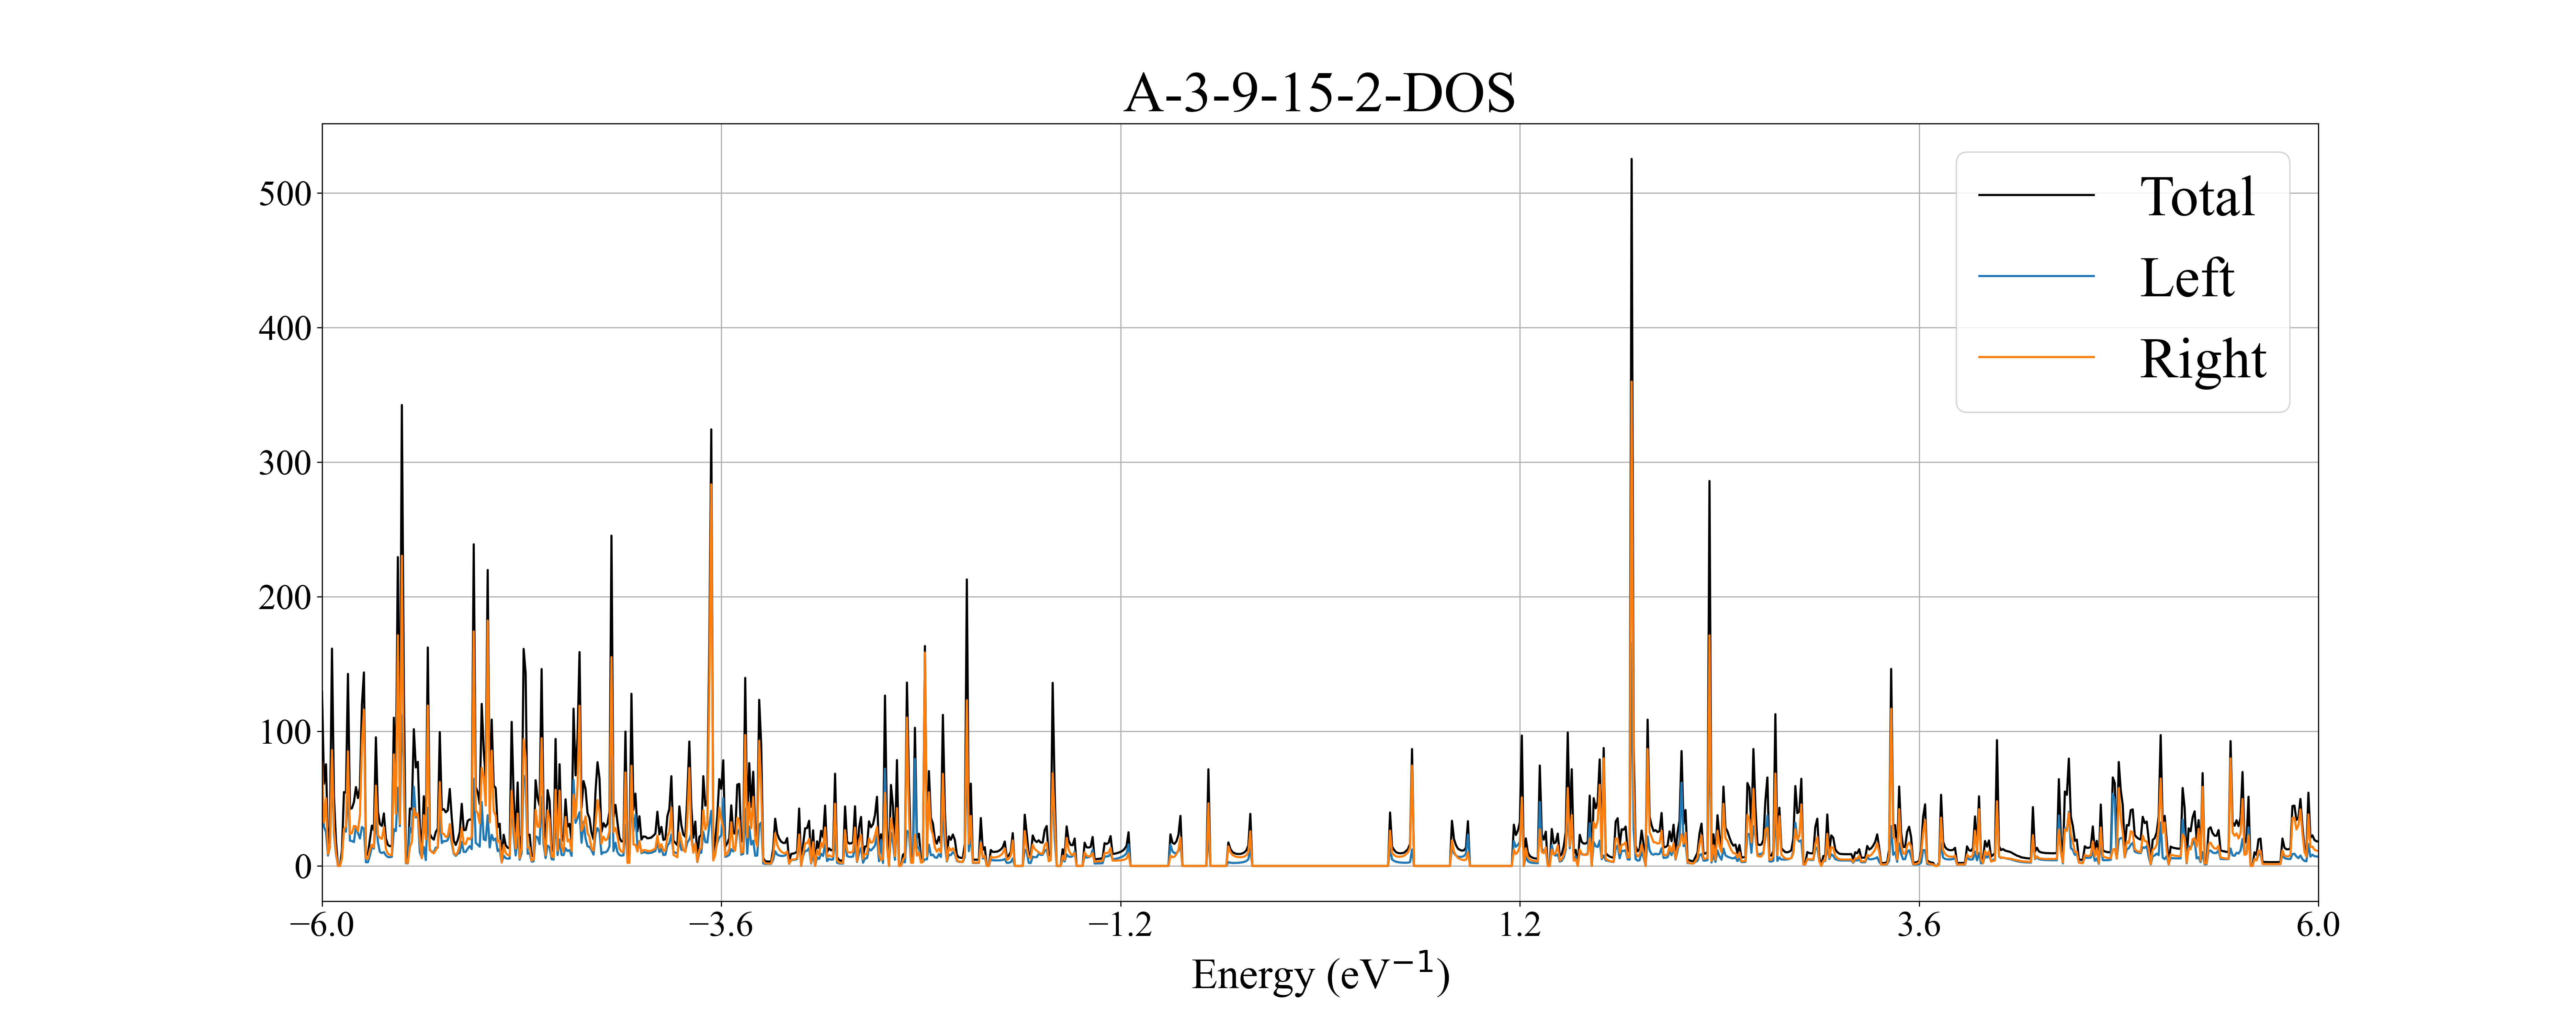 A-3-9-15-2-DOS
500
400
300
200
100
0
Total
Left
Right
−6.0 −3.6 −1.2 1.2 3.6 6.0
Energy (eV⁻¹)